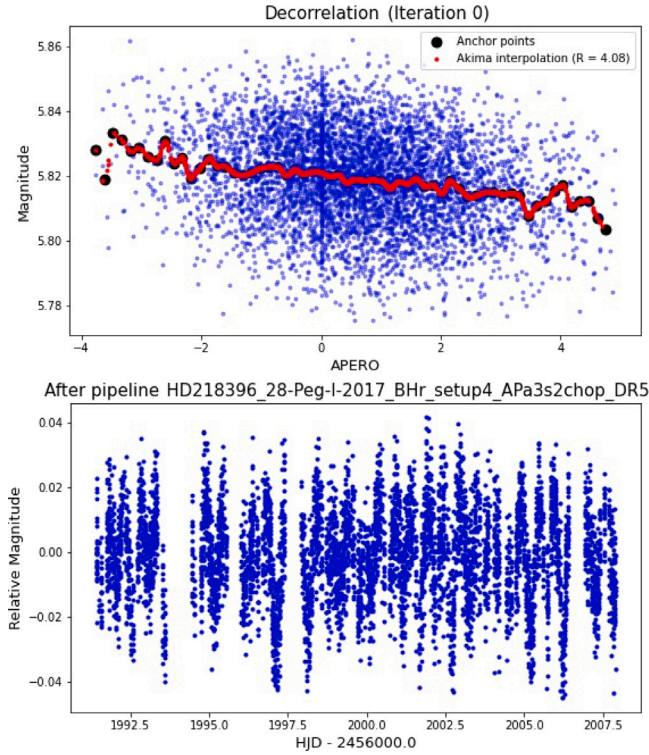 Decorrelation (Iteration 0)
Anchor points
Akima interpolation (R = 4.08)
5.86
5.84
5.82
5.80
5.78
Magnitude
−4
−2
0
2
4
APERO
After pipeline HD218396_28-Peg-I-2017_BHr_setup4_APa3s2chop_DR5
0.04
0.02
0.00
−0.02
−0.04
Relative Magnitude
1992.5
1995.0
1997.5
2000.0
2002.5
2005.0
2007.5
HJD - 2456000.0